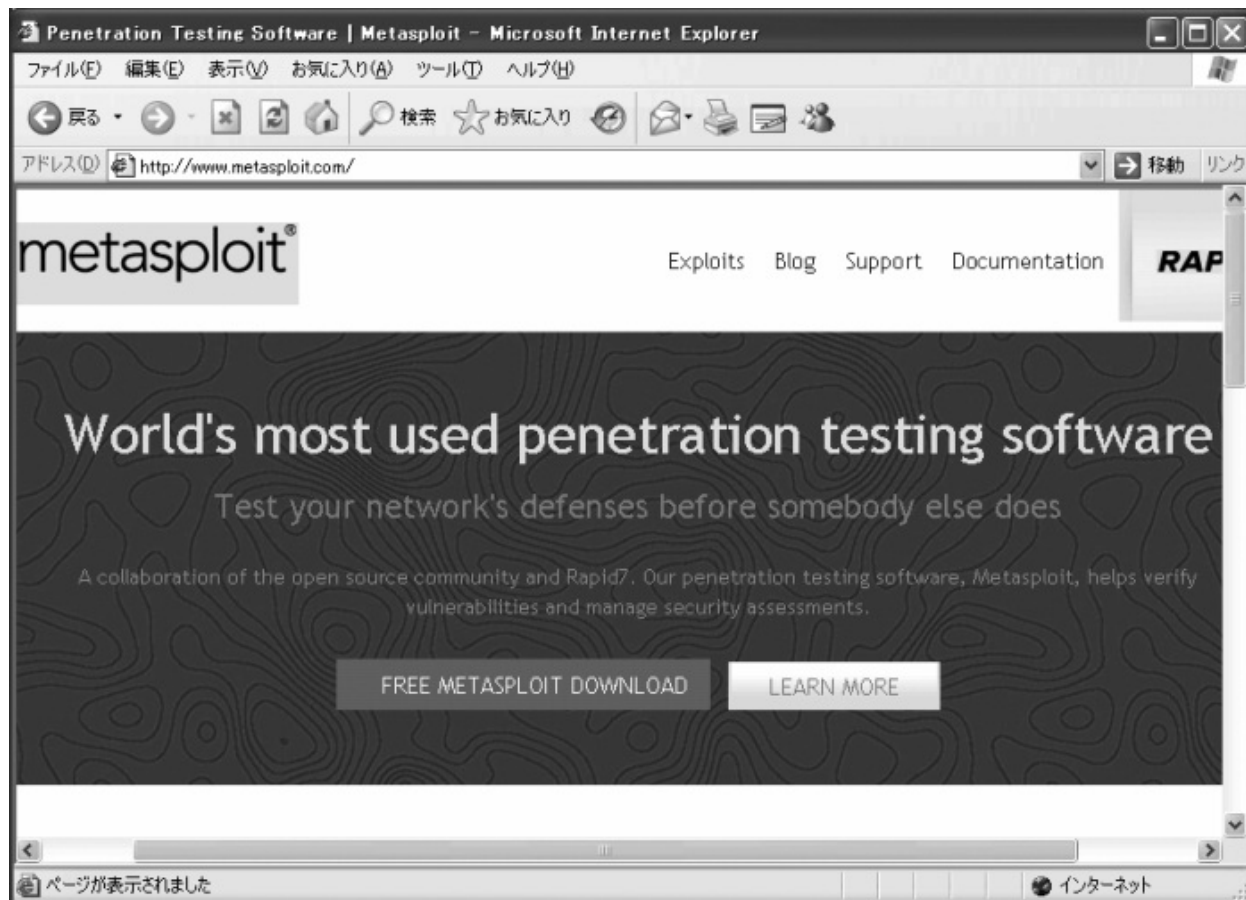 Penetration Testing Software | Metasploit - Microsoft Internet Explorer
ファイル(F) 編集(E) 表示(V) お気に入り(A) ツール(T) ヘルプ(H)
戻る 検索 お気に入り
アドレス(D) http://www.metasploit.com/ 移動 リンク
metasploit®
Exploits Blog Support Documentation RAP
World's most used penetration testing software
Test your network's defenses before somebody else does
A collaboration of the open source community and Rapid7. Our penetration testing software, Metasploit, helps verify
vulnerabilities and manage security assessments.
FREE METASPLOIT DOWNLOAD LEARN MORE
ページが表示されました インターネット